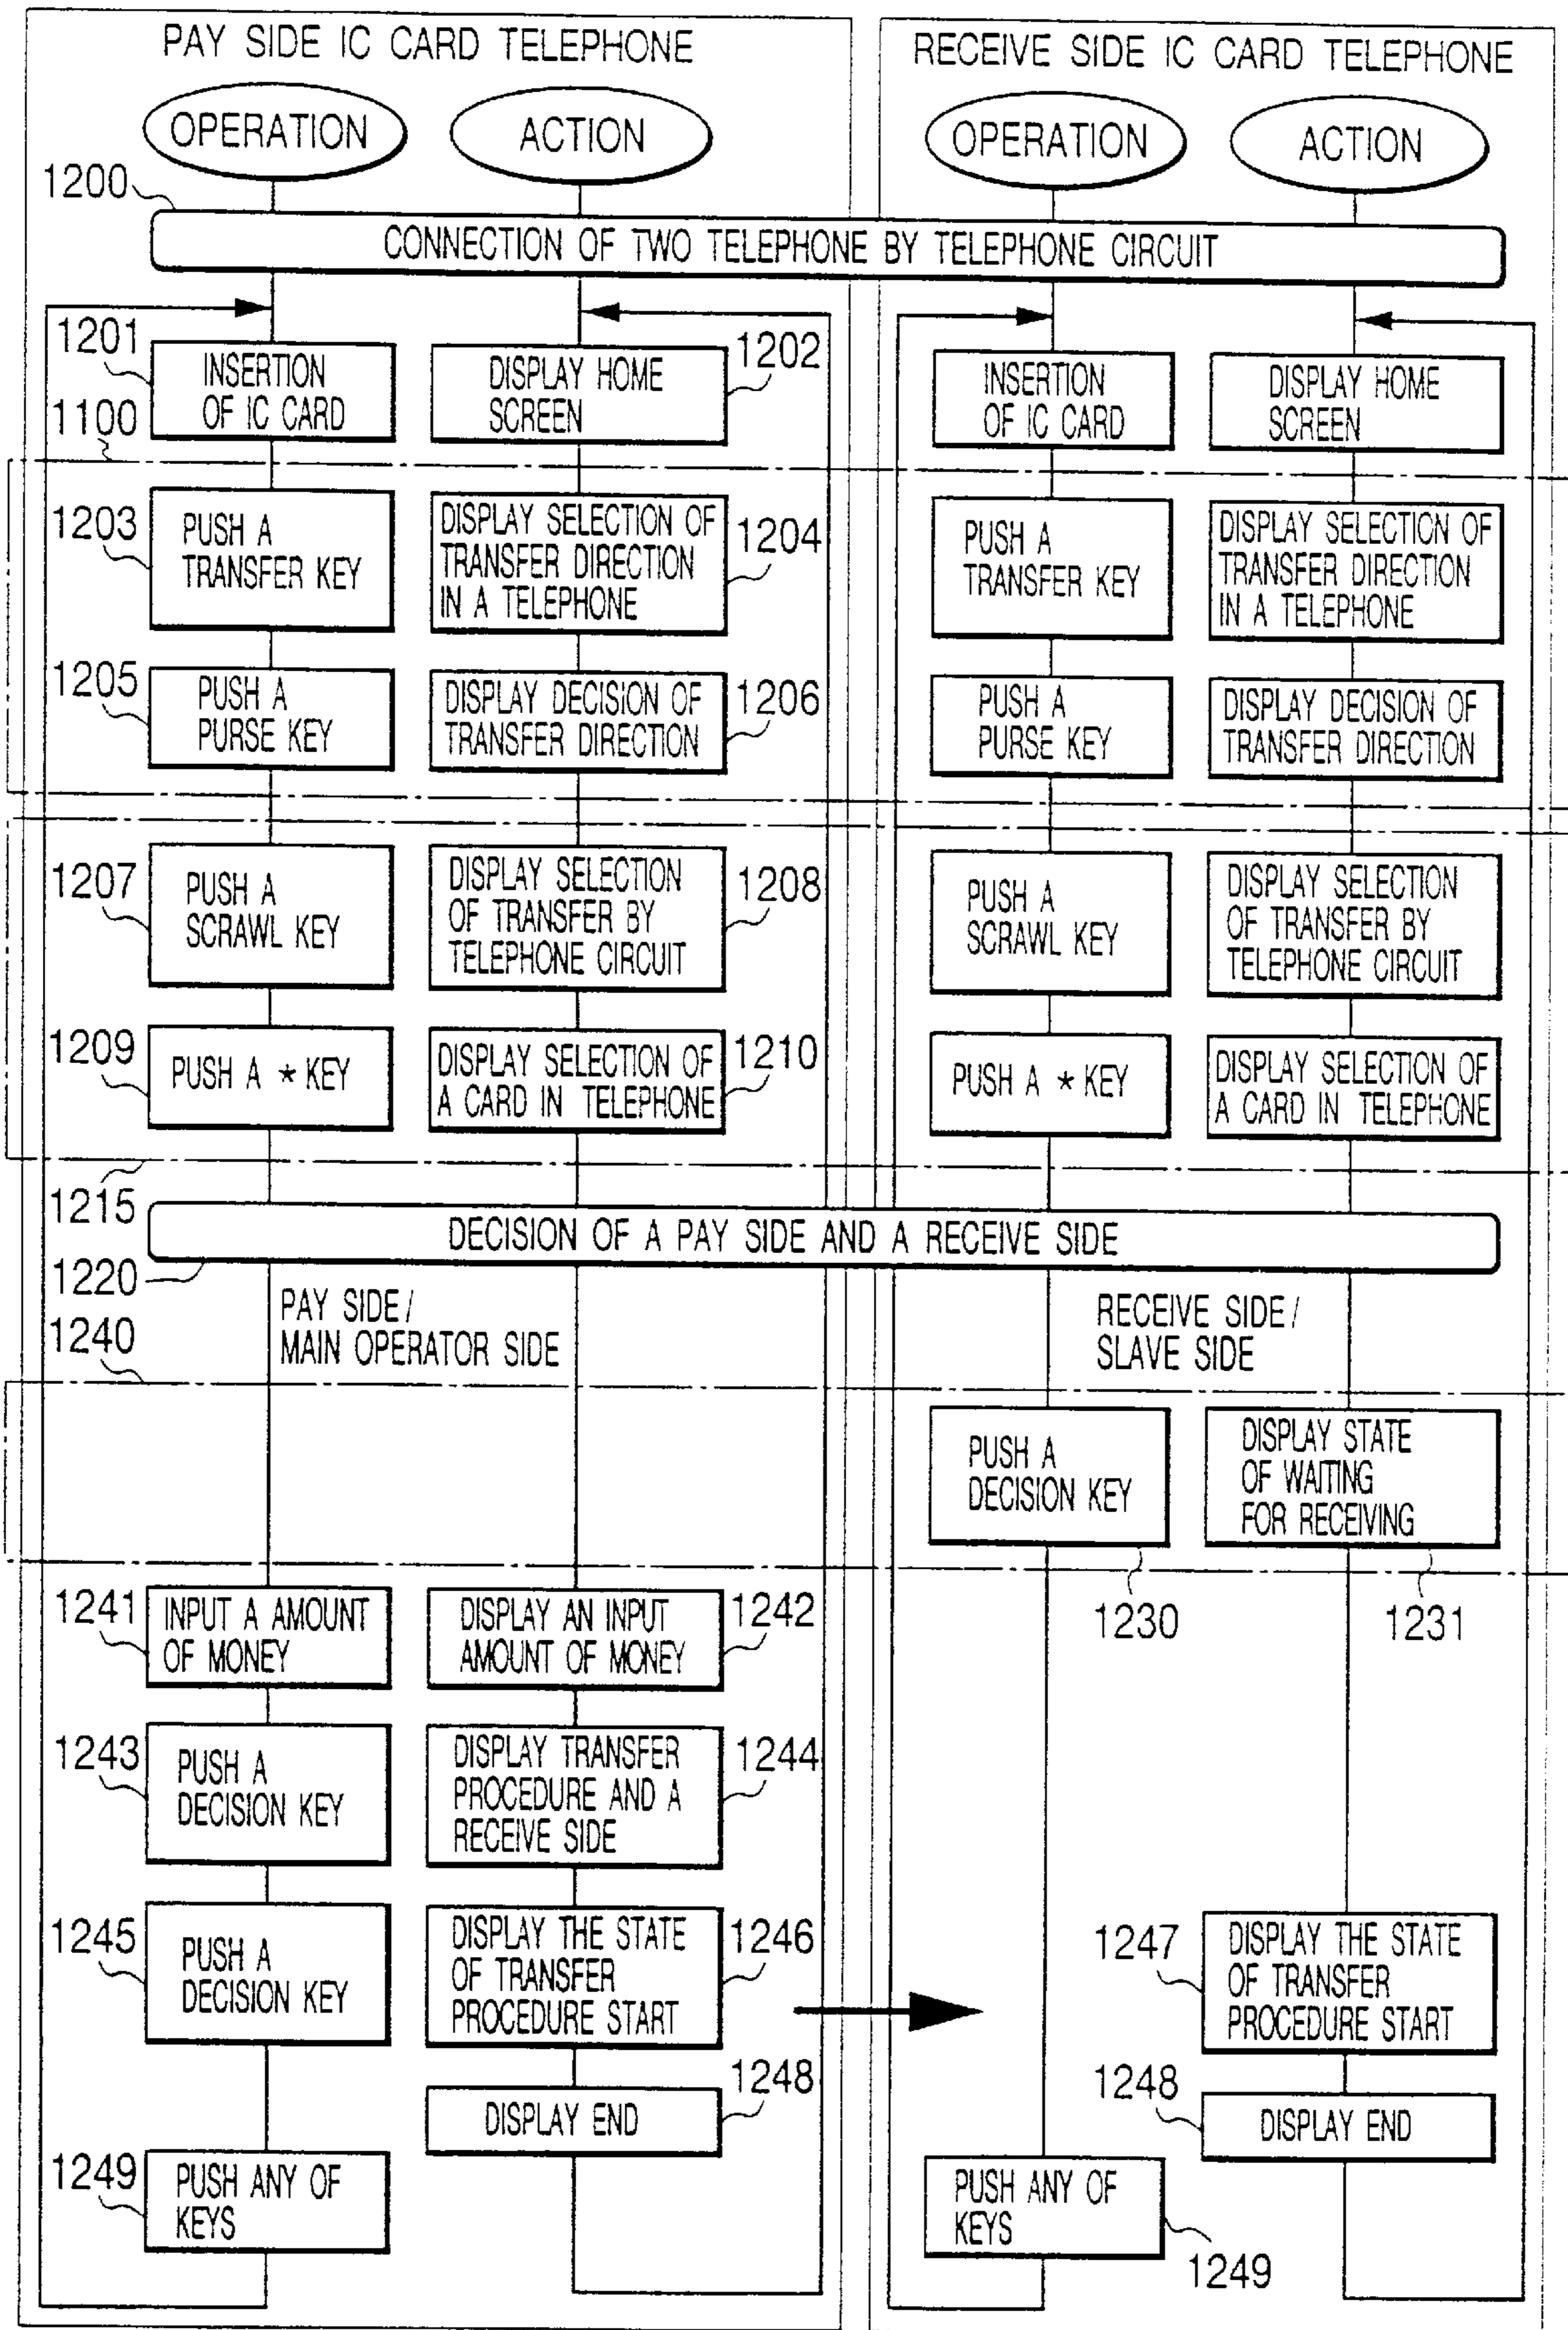 PAY SIDE IC CARD TELEPHONE
RECEIVE SIDE IC CARD TELEPHONE
OPERATION
ACTION
OPERATION
ACTION
1200
CONNECTION OF TWO TELEPHONE BY TELEPHONE CIRCUIT
1201
INSERTION
OF IC CARD
DISPLAY HOME
SCREEN
1202
INSERTION
OF IC CARD
DISPLAY HOME
SCREEN
1100
1203
PUSH A
TRANSFER KEY
DISPLAY SELECTION OF
TRANSFER DIRECTION
IN A TELEPHONE
1204
PUSH A
TRANSFER KEY
DISPLAY SELECTION OF
TRANSFER DIRECTION
IN A TELEPHONE
1205
PUSH A
PURSE KEY
DISPLAY DECISION OF
TRANSFER DIRECTION
1206
PUSH A
PURSE KEY
DISPLAY DECISION OF
TRANSFER DIRECTION
1207
PUSH A
SCRAWL KEY
DISPLAY SELECTION
OF TRANSFER BY
TELEPHONE CIRCUIT
1208
PUSH A
SCRAWL KEY
DISPLAY SELECTION
OF TRANSFER BY
TELEPHONE CIRCUIT
1209
PUSH A * KEY
DISPLAY SELECTION OF
A CARD IN TELEPHONE
1210
PUSH A * KEY
DISPLAY SELECTION OF
A CARD IN TELEPHONE
1215
DECISION OF A PAY SIDE AND A RECEIVE SIDE
1220
PAY SIDE/
MAIN OPERATOR SIDE
RECEIVE SIDE/
SLAVE SIDE
1240
PUSH A
DECISION KEY
DISPLAY STATE
OF WAITING
FOR RECEIVING
1230
1231
1241
INPUT A AMOUNT
OF MONEY
DISPLAY AN INPUT
AMOUNT OF MONEY
1242
1243
PUSH A
DECISION KEY
DISPLAY TRANSFER
PROCEDURE AND A
RECEIVE SIDE
1244
1245
PUSH A
DECISION KEY
DISPLAY THE STATE
OF TRANSFER
PROCEDURE START
1246
1247
DISPLAY THE STATE
OF TRANSFER
PROCEDURE START
DISPLAY END
1248
1248
DISPLAY END
1249
PUSH ANY OF
KEYS
PUSH ANY OF
KEYS
1249